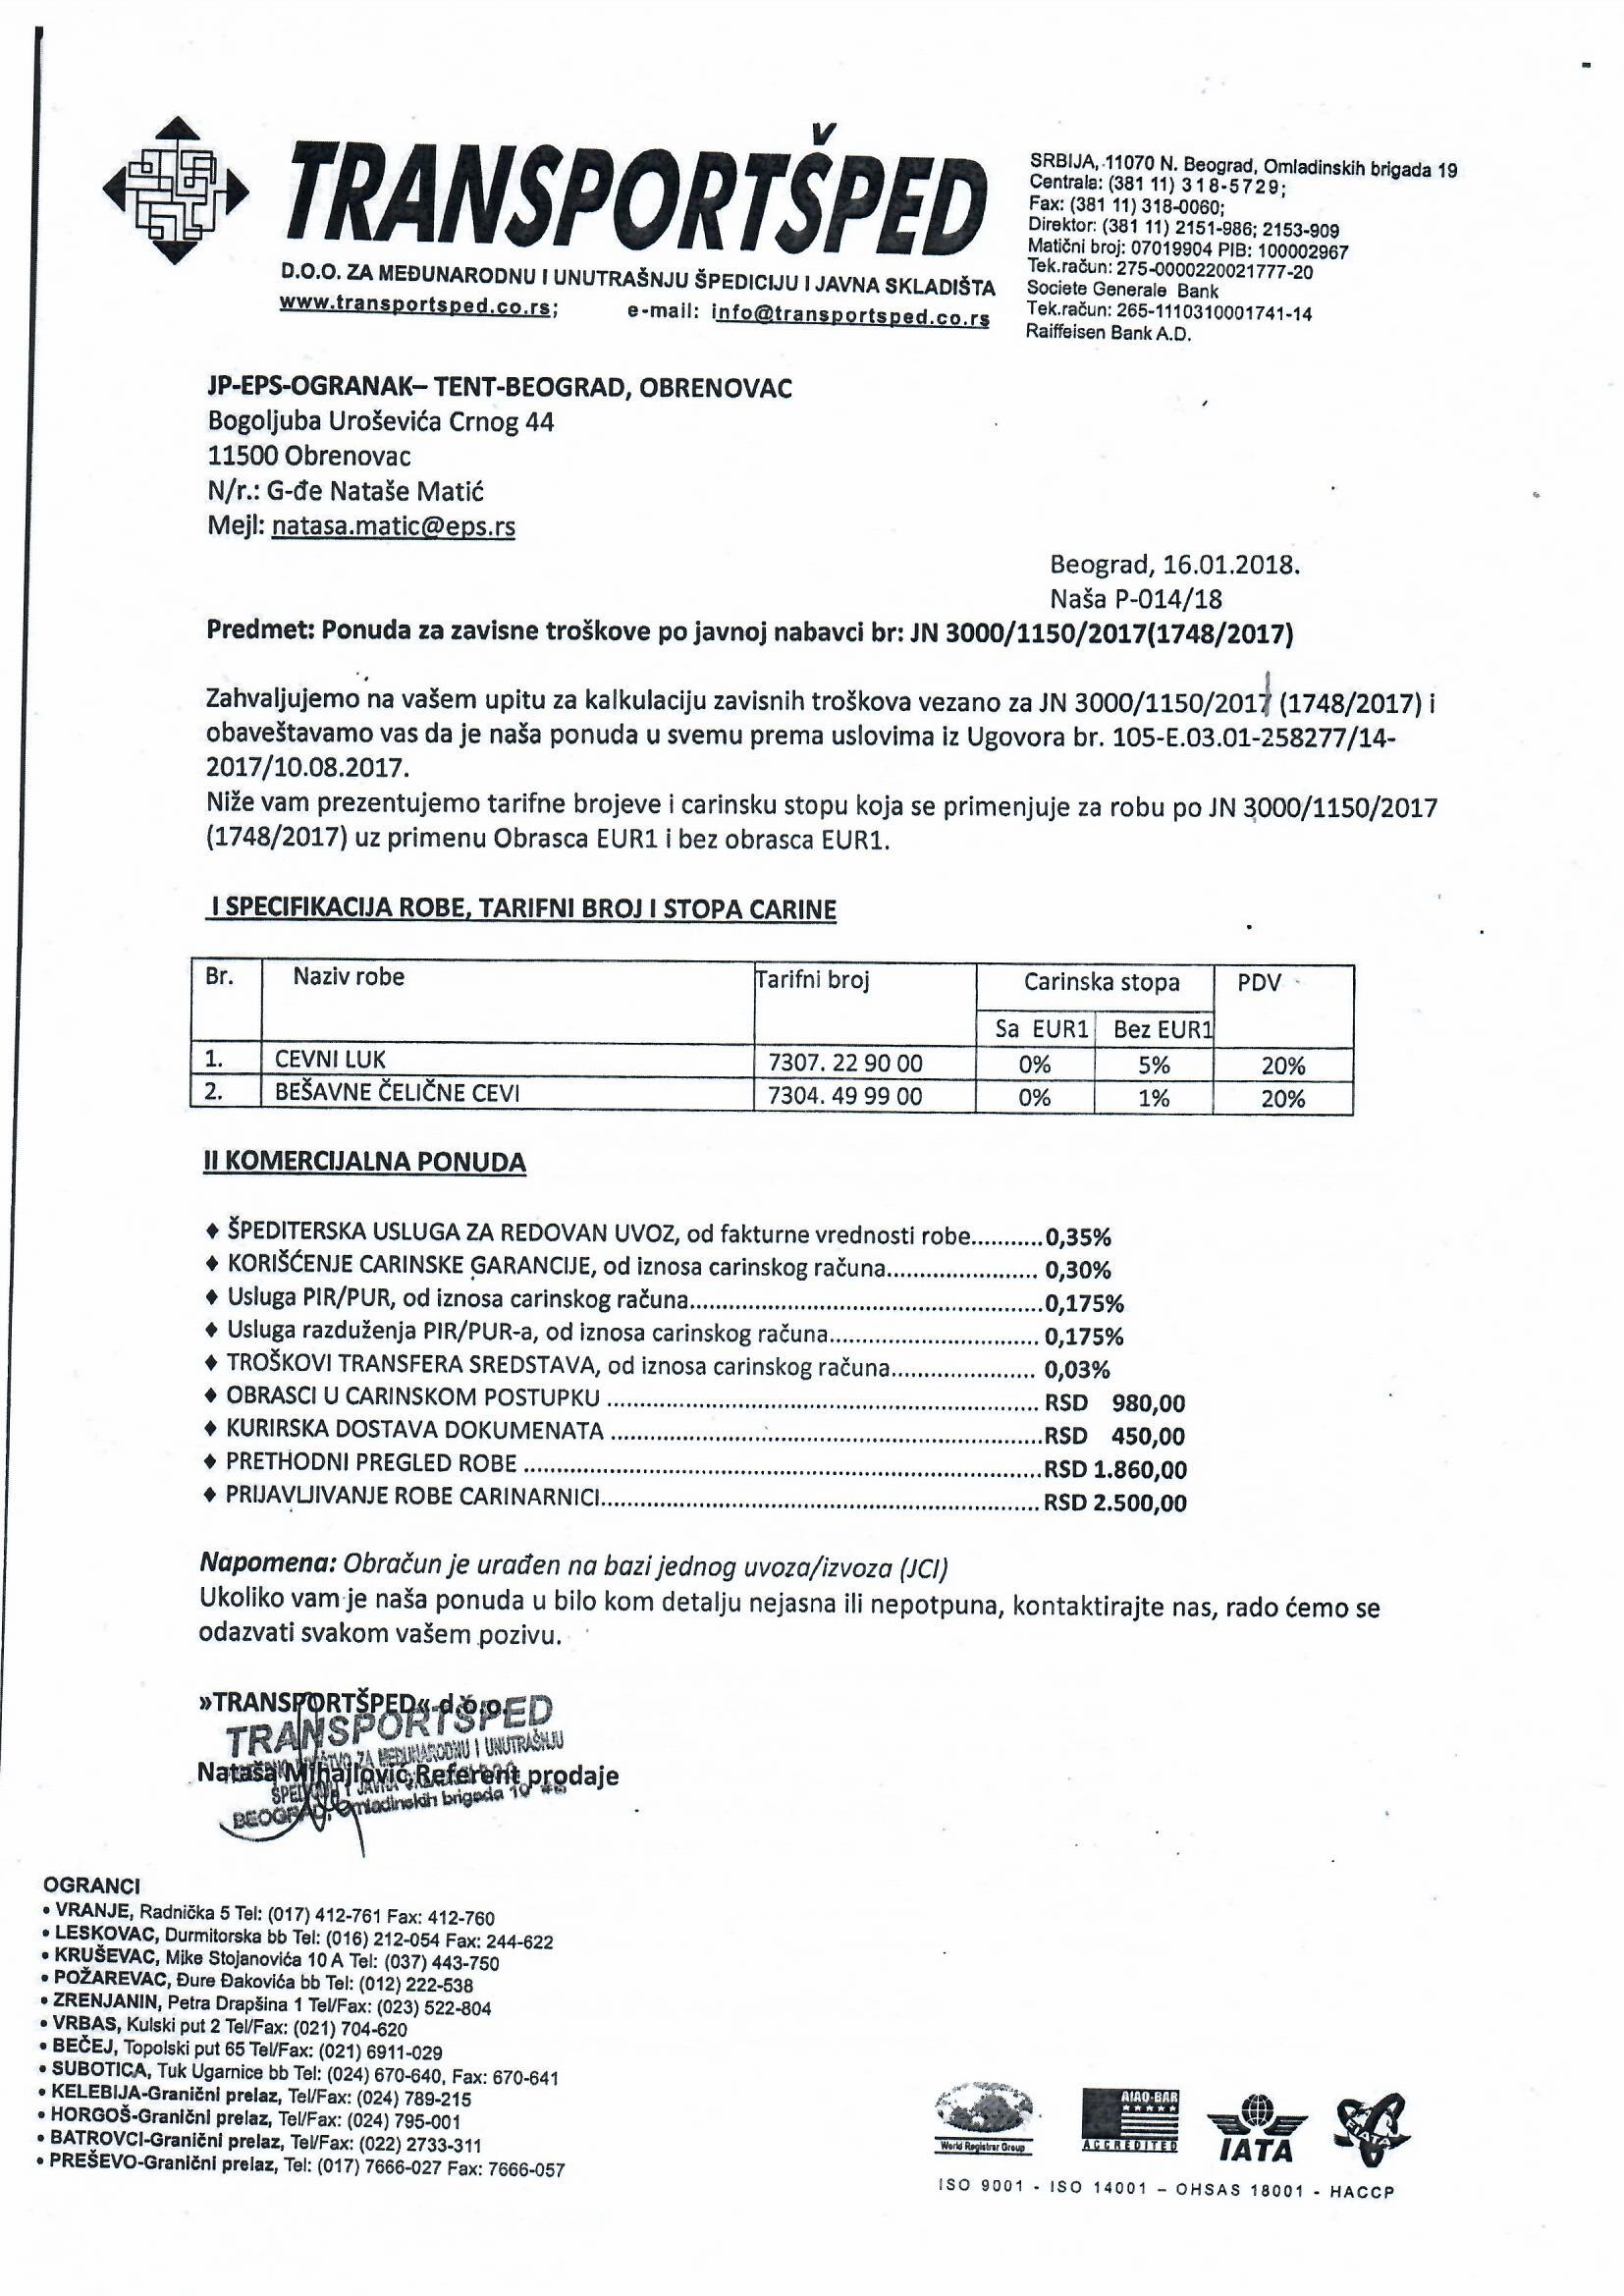 TRANSPORTŠPED
D.O.O. ZA MEĐUNARODNU I UNUTRAŠNJU ŠPEDICIJU I JAVNA SKLADIŠTA
www.transportsped.co.rs; e-mail: info@transportsped.co.rs
SRBIJA, 11070 N. Beograd, Omladinskih brigada 19
Centrala: (381 11) 318-5729;
Fax: (381 11) 318-0060;
Direktor: (381 11) 2151-986; 2153-909
Matični broj: 07019904 PIB: 100002967
Tek.račun: 275-0000220021777-20
Societe Generale Bank
Tek.račun: 265-1110310001741-14
Raiffeisen Bank A.D.
JP-EPS-OGRANAK– TENT-BEOGRAD, OBRENOVAC
Bogoljuba Uroševića Crnog 44
11500 Obrenovac
N/r.: G-đe Nataše Matić
Mejl: natasa.matic@eps.rs
Beograd, 16.01.2018.
Naša P-014/18
Predmet: Ponuda za zavisne troškove po javnoj nabavci br: JN 3000/1150/2017(1748/2017)
Zahvaljujemo na vašem upitu za kalkulaciju zavisnih troškova vezano za JN 3000/1150/2017 (1748/2017) i
obaveštavamo vas da je naša ponuda u svemu prema uslovima iz Ugovora br. 105-E.03.01-258277/14-
2017/10.08.2017.
Niže vam prezentujemo tarifne brojeve i carinsku stopu koja se primenjuje za robu po JN 3000/1150/2017
(1748/2017) uz primenu Obrasca EUR1 i bez obrasca EUR1.
I SPECIFIKACIJA ROBE, TARIFNI BROJ I STOPA CARINE
Br. Naziv robe Tarifni broj Carinska stopa PDV
Sa EUR1 Bez EUR1
1. CEVNI LUK 7307. 22 90 00 0% 5% 20%
2. BEŠAVNE ČELIČNE CEVI 7304. 49 99 00 0% 1% 20%
II KOMERCIJALNA PONUDA
♦ ŠPEDITERSKA USLUGA ZA REDOVAN UVOZ, od fakturne vrednosti robe...........0,35%
♦ KORIŠĆENJE CARINSKE GARANCIJE, od iznosa carinskog računa....................... 0,30%
♦ Usluga PIR/PUR, od iznosa carinskog računa......................................................0,175%
♦ Usluga razduženja PIR/PUR-a, od iznosa carinskog računa................................ 0,175%
♦ TROŠKOVI TRANSFERA SREDSTAVA, od iznosa carinskog računa...................... 0,03%
♦ OBRASCI U CARINSKOM POSTUPKU .................................................................. RSD 980,00
♦ KURIRSKA DOSTAVA DOKUMENATA ..................................................................RSD 450,00
♦ PRETHODNI PREGLED ROBE ...............................................................................RSD 1.860,00
♦ PRIJAVLJIVANJE ROBE CARINARNICI................................................................... RSD 2.500,00
Napomena: Obračun je urađen na bazi jednog uvoza/izvoza (JCI)
Ukoliko vam je naša ponuda u bilo kom detalju nejasna ili nepotpuna, kontaktirajte nas, rado ćemo se
odazvati svakom vašem pozivu.
»TRANSPORTŠPED« d.o.o.
TRANSPORTŠPED
ZA MEĐUNARODNU I UNUTRAŠNJU
Nataša Mihajlović,Referent prodaje
I JAVNA
BEOGRAD, Omladinskih brigada 19
OGRANCI
• VRANJE, Radnička 5 Tel: (017) 412-761 Fax: 412-760
• LESKOVAC, Durmitorska bb Tel: (016) 212-054 Fax: 244-622
• KRUŠEVAC, Mike Stojanovića 10 A Tel: (037) 443-750
• POŽAREVAC, Đure Đakovića bb Tel: (012) 222-538
• ZRENJANIN, Petra Drapšina 1 Tel/Fax: (023) 522-804
• VRBAS, Kulski put 2 Tel/Fax: (021) 704-620
• BEČEJ, Topolski put 65 Tel/Fax: (021) 6911-029
• SUBOTICA, Tuk Ugarnice bb Tel: (024) 670-640, Fax: 670-641
• KELEBIJA-Granični prelaz, Tel/Fax: (024) 789-215
• HORGOŠ-Granični prelaz, Tel/Fax: (024) 795-001
• BATROVCI-Granični prelaz, Tel/Fax: (022) 2733-311
• PREŠEVO-Granični prelaz, Tel: (017) 7666-027 Fax: 7666-057
World Registrar Group
AIAO-BAR
ACCREDITED
IATA
FIATA
ISO 9001 - ISO 14001 – OHSAS 18001 - HACCP